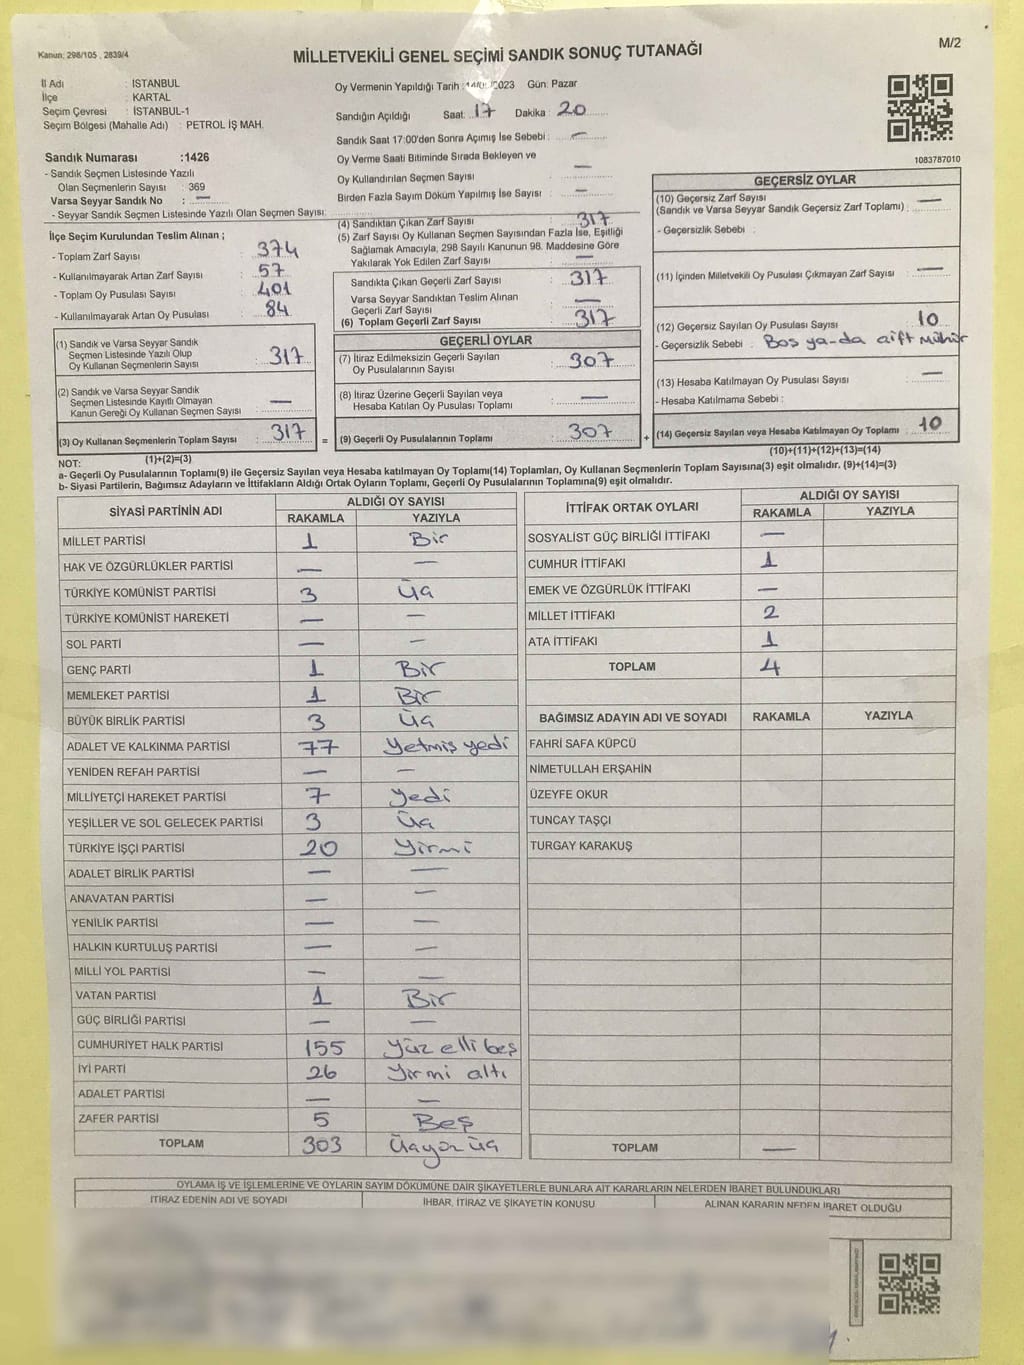 Kanun: 298/105 , 2839/4
MİLLETVEKİLİ GENEL SEÇİMİ SANDIK SONUÇ TUTANAĞI
M/2
İl Adı : İSTANBUL
İlçe : KARTAL
Seçim Çevresi : İSTANBUL-1
Seçim Bölgesi (Mahalle Adı) : PETROL İŞ MAH.
Oy Vermenin Yapıldığı Tarih : 2023 Gün: Pazar
Sandığın Açıldığı Saat: 17 Dakika : 20
Sandık Saat 17:00'den Sonra Açımış İse Sebebi : —
Oy Verme Saati Bitiminde Sırada Bekleyen ve
Oy Kullandırılan Seçmen Sayısı —
Birden Fazla Sayım Döküm Yapılmış İse Sayısı —
1083787010
Sandık Numarası :1426
- Sandık Seçmen Listesinde Yazılı
Olan Seçmenlerin Sayısı : 369
Varsa Seyyar Sandık No : —
- Seyyar Sandık Seçmen Listesinde Yazılı Olan Seçmen Sayısı:
İlçe Seçim Kurulundan Teslim Alınan ;
- Toplam Zarf Sayısı : 374
- Kullanılmayarak Artan Zarf Sayısı : 57
- Toplam Oy Pusulası Sayısı : 401
- Kullanılmayarak Artan Oy Pusulası : 84
(1) Sandık ve Varsa Seyyar Sandık
Seçmen Listesinde Yazılı Olup
Oy Kullanan Seçmenlerin Sayısı : 317
(2) Sandık ve Varsa Seyyar Sandık
Seçmen Listesinde Kayıtlı Olmayan
Kanun Gereği Oy Kullanan Seçmen Sayısı : —
(3) Oy Kullanan Seçmenlerin Toplam Sayısı : 317
(1)+(2)=(3)
(4) Sandıktan Çıkan Zarf Sayısı : 317
(5) Zarf Sayısı Oy Kullanan Seçmen Sayısından Fazla İse, Eşitliği
Sağlamak Amacıyla, 298 Sayılı Kanunun 98. Maddesine Göre
Yakılarak Yok Edilen Zarf Sayısı : —
Sandıkta Çıkan Geçerli Zarf Sayısı : 317
Varsa Seyyar Sandıktan Teslim Alınan
Geçerli Zarf Sayısı : —
(6) Toplam Geçerli Zarf Sayısı : 317
GEÇERLİ OYLAR
(7) İtiraz Edilmeksizin Geçerli Sayılan
Oy Pusulalarının Sayısı : 307
(8) İtiraz Üzerine Geçerli Sayılan veya
Hesaba Katılan Oy Pusulası Toplamı : —
= (9) Geçerli Oy Pusulalarının Toplamı : 307 +
GEÇERSİZ OYLAR
(10) Geçersiz Zarf Sayısı
(Sandık ve Varsa Seyyar Sandık Geçersiz Zarf Toplamı) : —
- Geçersizlik Sebebi :
(11) İçinden Milletvekili Oy Pusulası Çıkmayan Zarf Sayısı : —
(12) Geçersiz Sayılan Oy Pusulası Sayısı : 10
- Geçersizlik Sebebi : Boş ya-da çift mühür
(13) Hesaba Katılmayan Oy Pusulası Sayısı : —
- Hesaba Katılmama Sebebi :
(14) Geçersiz Sayılan veya Hesaba Katılmayan Oy Toplamı : 10
(10)+(11)+(12)+(13)=(14)
NOT:
a- Geçerli Oy Pusulalarının Toplamı(9) ile Geçersiz Sayılan veya Hesaba katılmayan Oy Toplamı(14) Toplamları, Oy Kullanan Seçmenlerin Toplam Sayısına(3) eşit olmalıdır. (9)+(14)=(3)
b- Siyasi Partilerin, Bağımsız Adayların ve İttifakların Aldığı Ortak Oyların Toplamı, Geçerli Oy Pusulalarının Toplamına(9) eşit olmalıdır.
SİYASİ PARTİNİN ADI ALDIĞI OY SAYISI
RAKAMLA YAZIYLA
MİLLET PARTİSİ 1 Bir
HAK VE ÖZGÜRLÜKLER PARTİSİ — —
TÜRKİYE KOMÜNİST PARTİSİ 3 Üç
TÜRKİYE KOMÜNİST HAREKETİ — —
SOL PARTİ — —
GENÇ PARTİ 1 Bir
MEMLEKET PARTİSİ 1 Bir
BÜYÜK BİRLİK PARTİSİ 3 Üç
ADALET VE KALKINMA PARTİSİ 77 Yetmiş yedi
YENİDEN REFAH PARTİSİ — —
MİLLİYETÇİ HAREKET PARTİSİ 7 Yedi
YEŞİLLER VE SOL GELECEK PARTİSİ 3 Üç
TÜRKİYE İŞÇİ PARTİSİ 20 Yirmi
ADALET BİRLİK PARTİSİ — —
ANAVATAN PARTİSİ — —
YENİLİK PARTİSİ — —
HALKIN KURTULUŞ PARTİSİ — —
MİLLİ YOL PARTİSİ — —
VATAN PARTİSİ 1 Bir
GÜÇ BİRLİĞİ PARTİSİ — —
CUMHURİYET HALK PARTİSİ 155 Yüz elli beş
İYİ PARTİ 26 Yirmi altı
ADALET PARTİSİ — —
ZAFER PARTİSİ 5 Beş
TOPLAM 303 Üçyüz üç
İTTİFAK ORTAK OYLARI ALDIĞI OY SAYISI
RAKAMLA YAZIYLA
SOSYALİST GÜÇ BİRLİĞİ İTTİFAKI —
CUMHUR İTTİFAKI 1
EMEK VE ÖZGÜRLÜK İTTİFAKI —
MİLLET İTTİFAKI 2
ATA İTTİFAKI 1
TOPLAM 4
BAĞIMSIZ ADAYIN ADI VE SOYADI RAKAMLA YAZIYLA
FAHRİ SAFA KÜPCÜ
NİMETULLAH ERŞAHİN
ÜZEYFE OKUR
TUNCAY TAŞÇI
TURGAY KARAKUŞ
TOPLAM —
OYLAMA İŞ VE İŞLEMLERİNE VE OYLARIN SAYIM DÖKÜMÜNE DAİR ŞİKAYETLERLE BUNLARA AİT KARARLARIN NELERDEN İBARET BULUNDUKLARI
İTİRAZ EDENİN ADI VE SOYADI İHBAR, İTİRAZ VE ŞİKAYETİN KONUSU ALINAN KARARIN NEDEN İBARET OLDUĞU